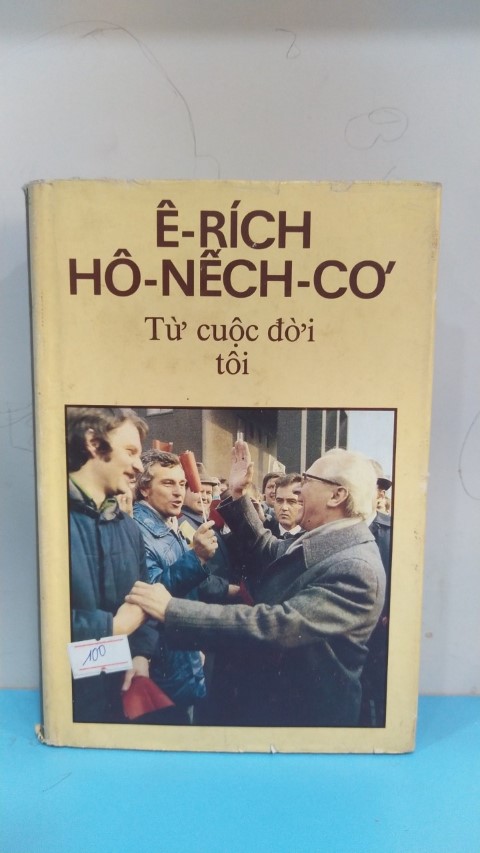 Ê-RÍCH
HÔ-NẾCH-CƠ
Từ cuộc đời
tôi
100